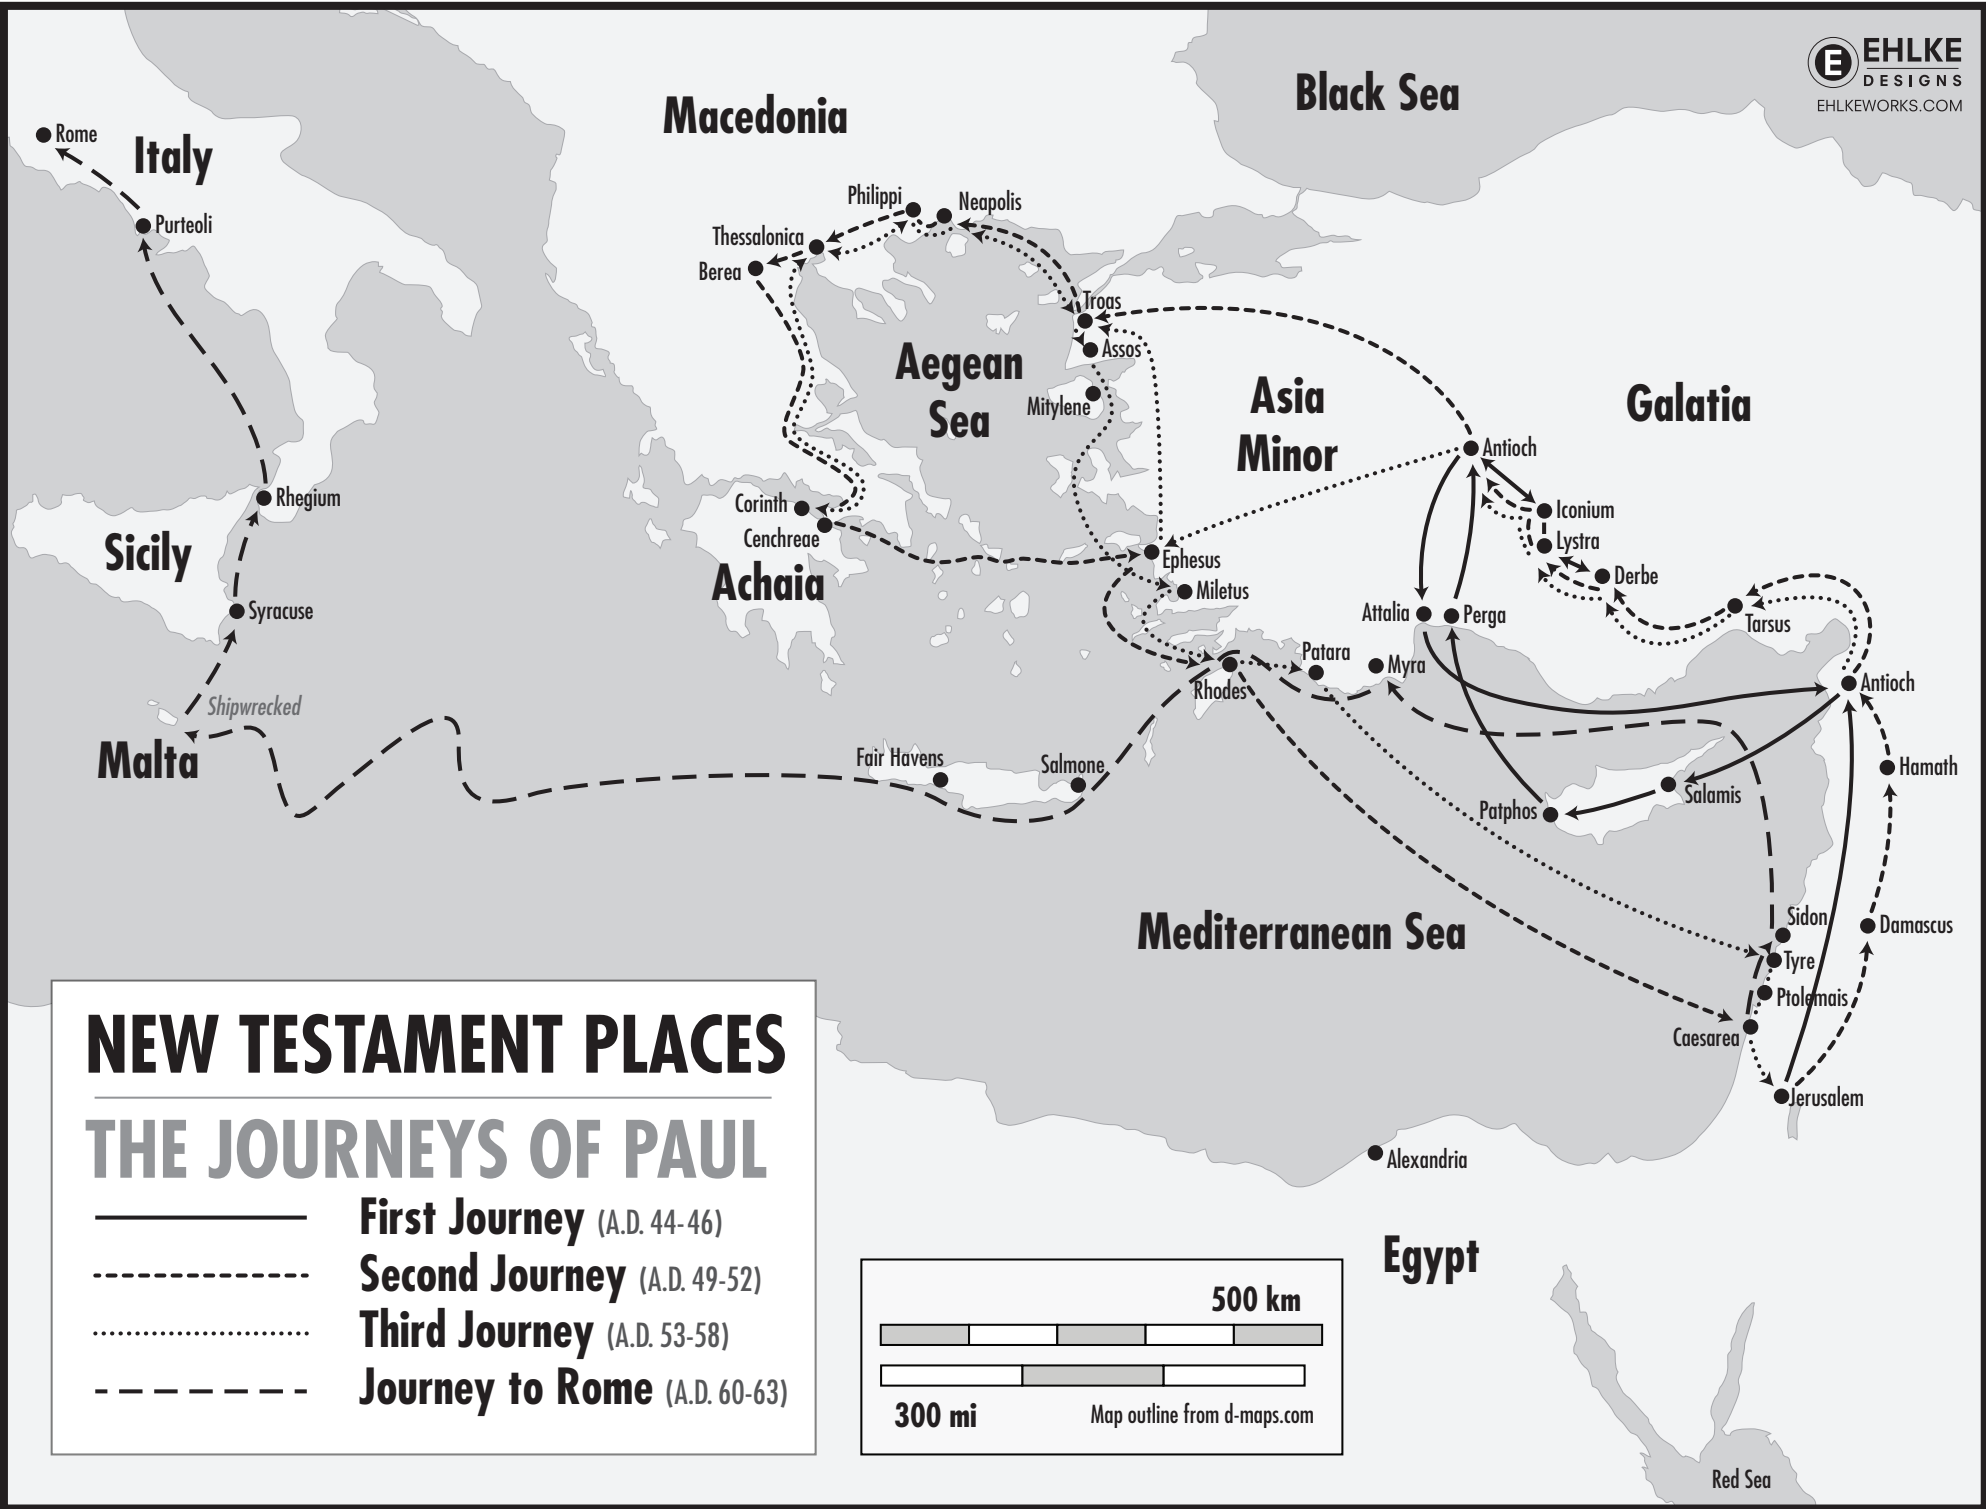 E EHLKE
DESIGNS
EHLKEWORKS.COM
Black Sea
Macedonia
Rome
Italy
Purteoli
Philippi
Neapolis
Thessalonica
Berea
Troas
Assos
Aegean
Sea
Mitylene
Asia
Minor
Galatia
Antioch
Iconium
Lystra
Derbe
Tarsus
Rhegium
Sicily
Syracuse
Corinth
Cenchreae
Achaia
Ephesus
Miletus
Attalia
Perga
Patara
Myra
Rhodes
Antioch
Shipwrecked
Malta
Fair Havens
Salmone
Hamath
Salamis
Patphos
Mediterranean Sea
Sidon
Damascus
Tyre
Ptolemais
Caesarea
Jerusalem
Alexandria
Egypt
Red Sea
NEW TESTAMENT PLACES
THE JOURNEYS OF PAUL
First Journey (A.D. 44-46)
Second Journey (A.D. 49-52)
Third Journey (A.D. 53-58)
Journey to Rome (A.D. 60-63)
500 km
300 mi
Map outline from d-maps.com